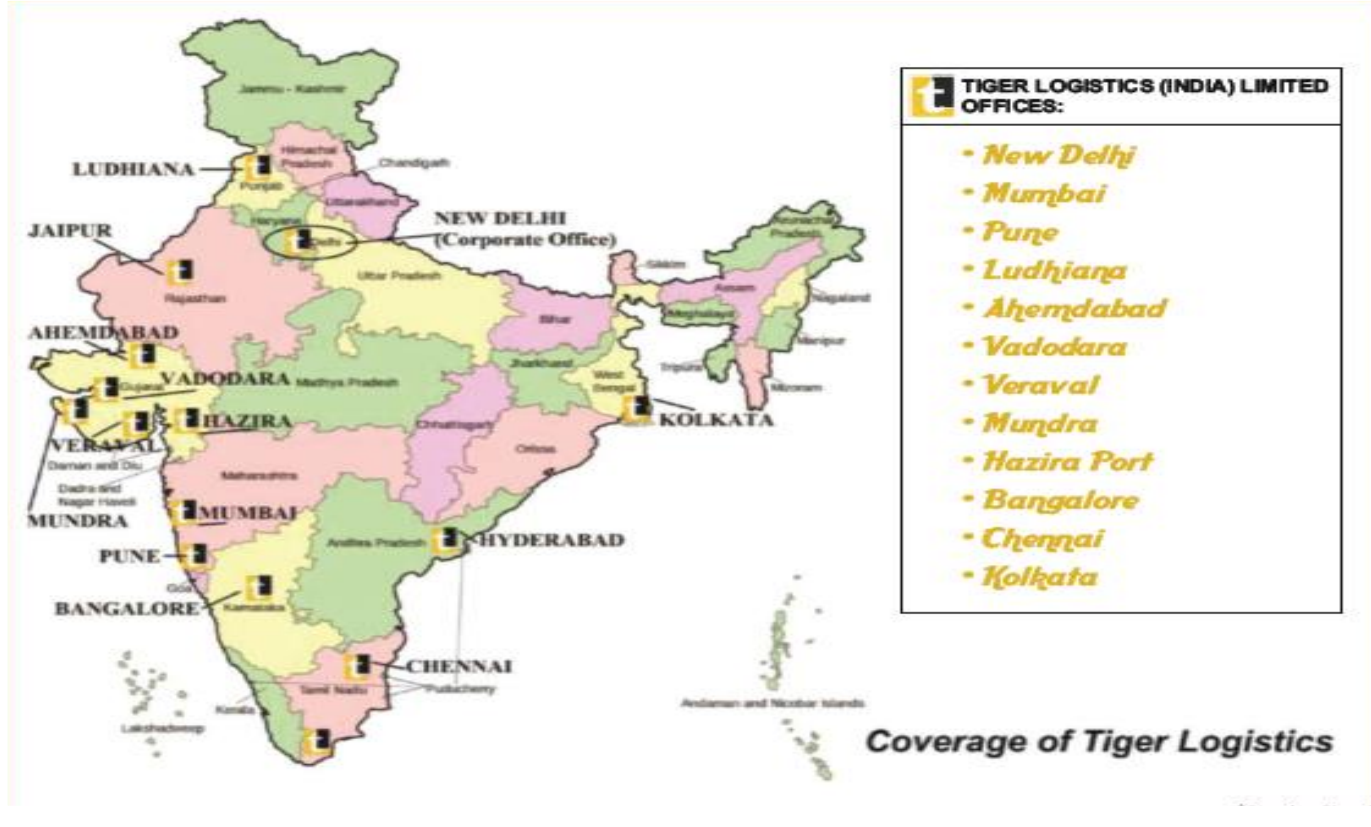 Jammu - Kashmir
Himachal
Pradesh
LUDHIANA
Chandigarh
Punjab
Uttarakhand
Haryana
NEW DELHI
(Corporate Office)
Delhi
JAIPUR
Rajasthan
Uttar Pradesh
Arunachal
Pradesh
Sikkim
Assam
Nagaland
Meghalaya
Manipur
Tripura
Mizoram
Bihar
AHEMDABAD
Gujarat
VADODARA
Madhya Pradesh
Jharkhand
West
Bengal
KOLKATA
HAZIRA
VERAVAL
Daman and Diu
Dadra and
Nagar Haveli
Chhattisgarh
Orissa
Maharashtra
MUNDRA
MUMBAI
PUNE
Andhra Pradesh
HYDERABAD
Goa
BANGALORE
Karnataka
CHENNAI
Tamil Nadu
Puducherry
Kerala
Lakshadweep
Andaman and Nicobar Islands
t TIGER LOGISTICS (INDIA) LIMITED
OFFICES:
• New Delhi
• Mumbai
• Pune
• Ludhiana
• Ahemdabad
• Vadodara
• Veraval
• Mundra
• Hazira Port
• Bangalore
• Chennai
• Kolkata
Coverage of Tiger Logistics